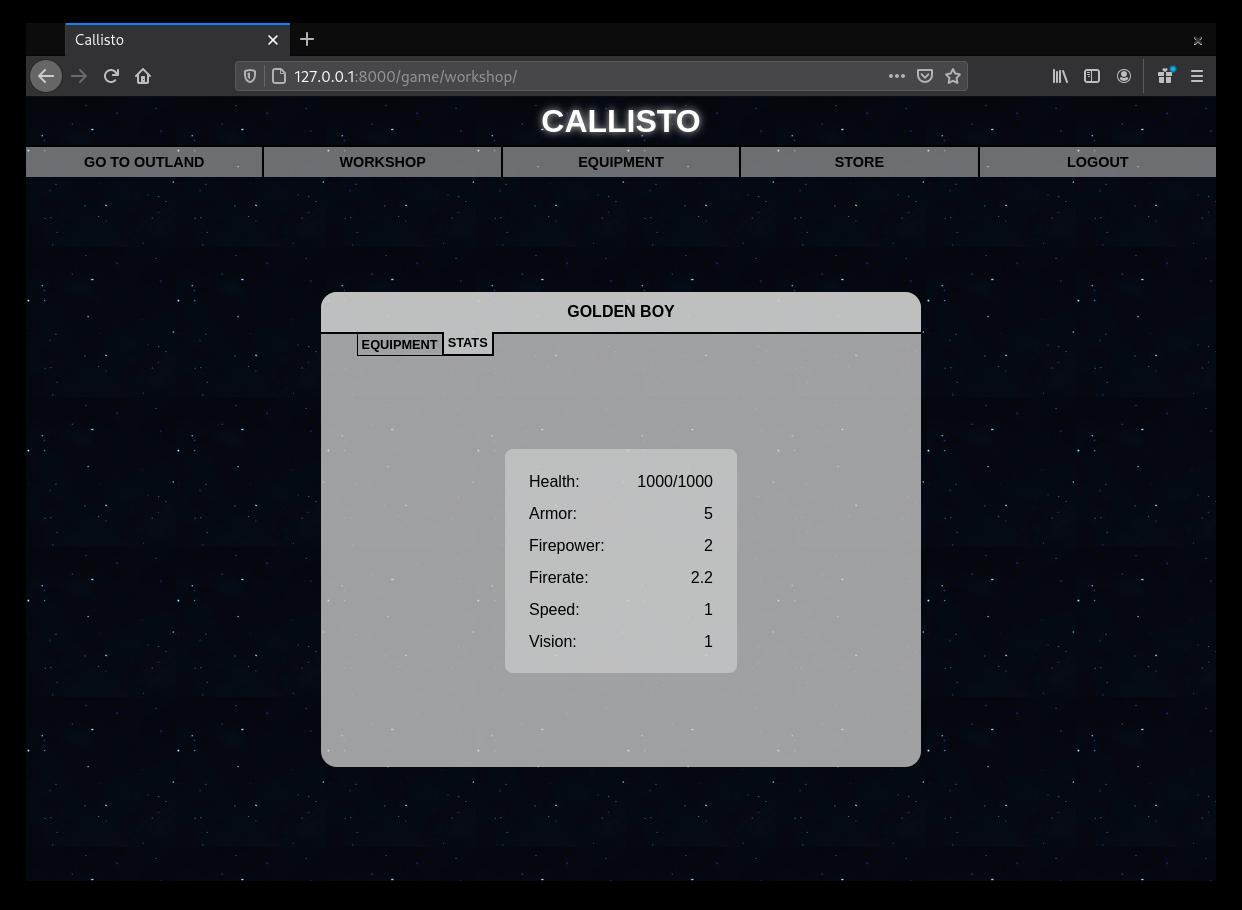 Callisto
127.0.0.1:8000/game/workshop/
CALLISTO
GO TO OUTLAND WORKSHOP EQUIPMENT STORE LOGOUT
GOLDEN BOY
EQUIPMENT STATS
Health: 1000/1000
Armor: 5
Firepower: 2
Firerate: 2.2
Speed: 1
Vision: 1